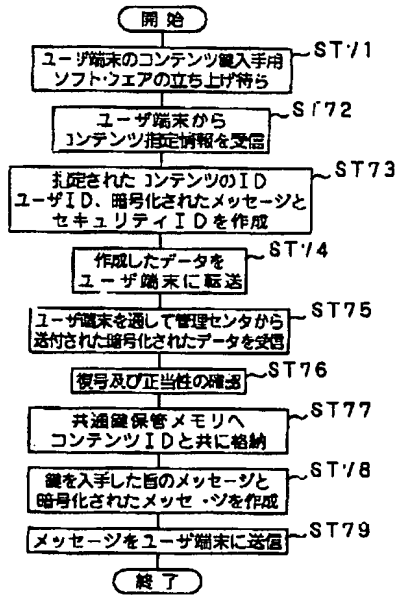 開始
ユーザ端末のコンテンツ鍵入手用
ソフト・ウェアの立ち上げ待ち
ST71
ユーザ端末から
コンテンツ指定情報を受信
ST72
指定されたコンテンツのID
ユーザID、暗号化されたメッセージと
セキュリティIDを作成
ST73
作成したデータを
ユーザ端末に転送
ST74
ユーザ端末を通して管理センタから
送付された暗号化されたデータを受信
ST75
復号及び正当性の確認
ST76
共通鍵保管メモリへ
コンテンツIDと共に格納
ST77
鍵を入手した旨のメッセージと
暗号化されたメッセージを作成
ST78
メッセージをユーザ端末に送信
ST79
終了